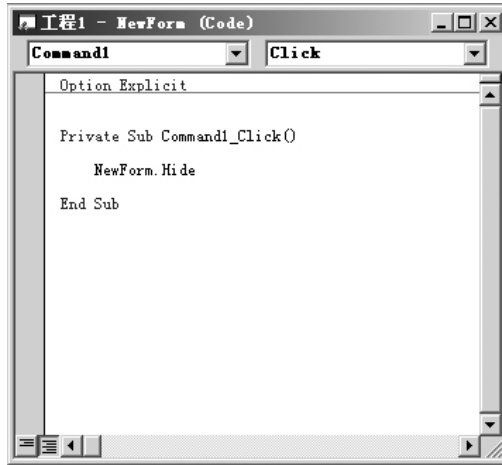 工程1 - NewForm (Code)
Command1 Click
Option Explicit
Private Sub Command1_Click()
NewForm.Hide
End Sub